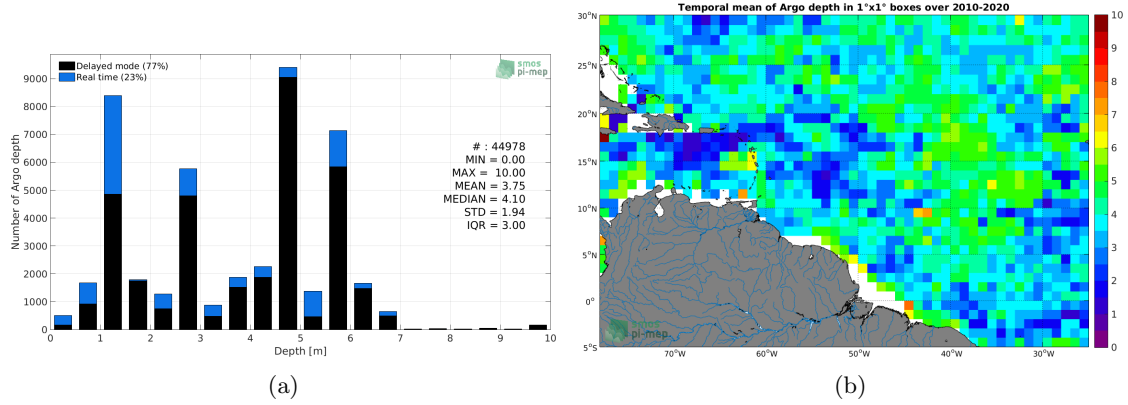 Delayed mode (77%)
Real time (23%)
smos
pi-mep
Number of Argo depth
9000
8000
7000
6000
5000
4000
3000
2000
1000
0
# : 44978
MIN = 0.00
MAX = 10.00
MEAN = 3.75
MEDIAN = 4.10
STD = 1.94
IQR = 3.00
0 1 2 3 4 5 6 7 8 9 10
Depth [m]
(a)
Temporal mean of Argo depth in 1°x1° boxes over 2010-2020
30°N
25°N
20°N
15°N
10°N
5°N
0°
5°S
70°W 60°W 50°W 40°W 30°W
smos
pi-mep
10
9
8
7
6
5
4
3
2
1
0
(b)